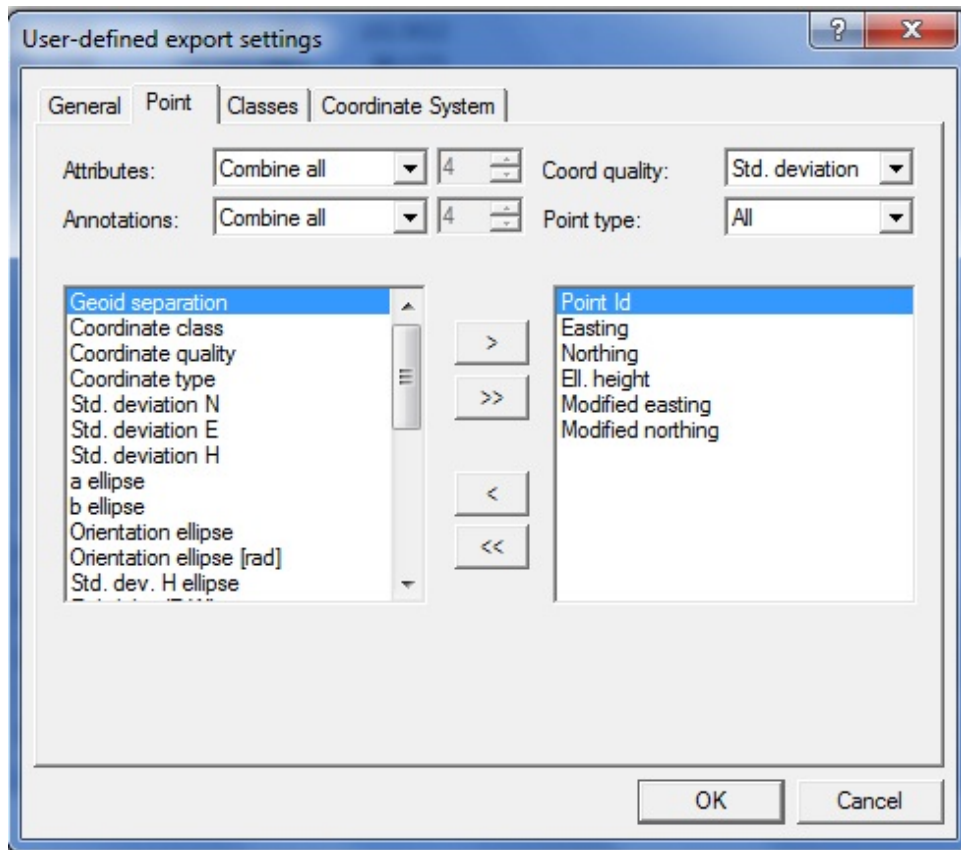 User-defined export settings
General Point Classes Coordinate System
Attributes: Combine all 4 Coord quality: Std. deviation
Annotations: Combine all 4 Point type: All
Geoid separation
Coordinate class
Coordinate quality
Coordinate type
Std. deviation N
Std. deviation E
Std. deviation H
a ellipse
b ellipse
Orientation ellipse
Orientation ellipse [rad]
Std. dev. H ellipse
>
>>
<
<<
Point Id
Easting
Northing
Ell. height
Modified easting
Modified northing
OK Cancel